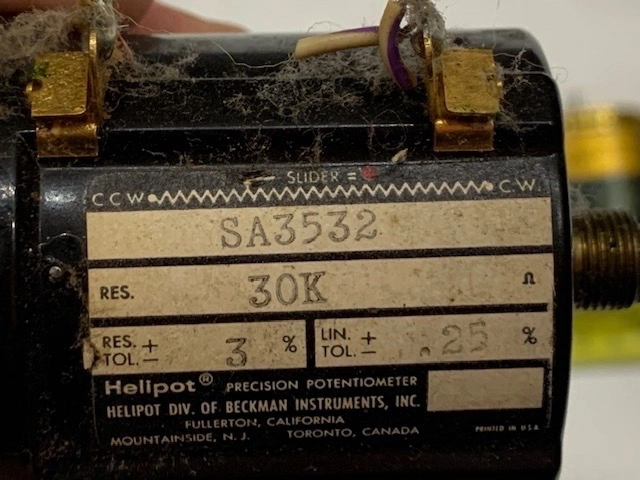 SLIDER =
CCW C.W.
SA3532
RES. 30K Ω
RES. TOL. ± 3 %
LIN. TOL. ± .25 %
Helipot® PRECISION POTENTIOMETER
HELIPOT DIV. OF BECKMAN INSTRUMENTS, INC.
FULLERTON, CALIFORNIA
MOUNTAINSIDE, N. J. TORONTO, CANADA
PRINTED IN U.S.A.